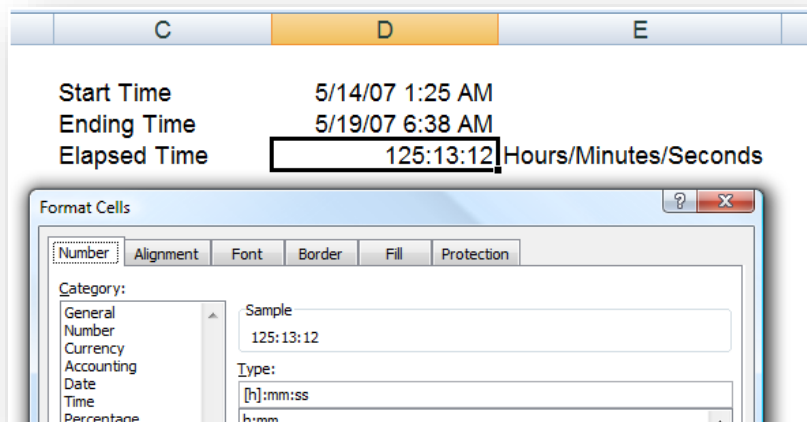 C D E
Start Time 5/14/07 1:25 AM
Ending Time 5/19/07 6:38 AM
Elapsed Time 125:13:12 Hours/Minutes/Seconds
Format Cells ? X
Number Alignment Font Border Fill Protection
Category:
General Sample
Number 125:13:12
Currency
Accounting Type:
Date
Time [h]:mm:ss
Percentage h:mm